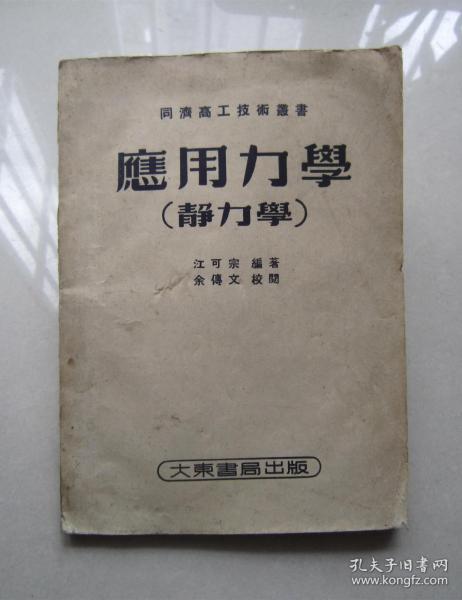 同濟高工技術叢書
應用力學
(靜力學)
江可宗 編著
余傳文 校閱
大東書局出版
孔夫子旧书网
www.kongfz.com